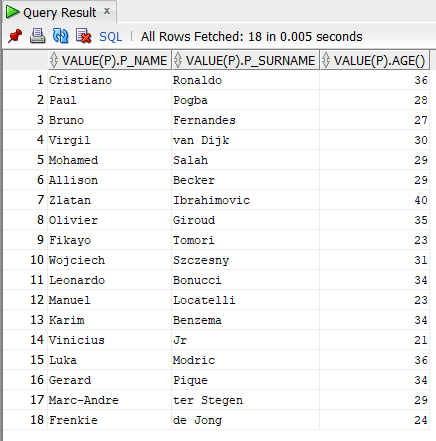 Query Result x
SQL | All Rows Fetched: 18 in 0.005 seconds
VALUE(P).P_NAME VALUE(P).P_SURNAME VALUE(P).AGE()
1 Cristiano Ronaldo 36
2 Paul Pogba 28
3 Bruno Fernandes 27
4 Virgil van Dijk 30
5 Mohamed Salah 29
6 Allison Becker 29
7 Zlatan Ibrahimovic 40
8 Olivier Giroud 35
9 Fikayo Tomori 23
10 Wojciech Szczesny 31
11 Leonardo Bonucci 34
12 Manuel Locatelli 23
13 Karim Benzema 34
14 Vinicius Jr 21
15 Luka Modric 36
16 Gerard Pique 34
17 Marc-Andre ter Stegen 29
18 Frenkie de Jong 24